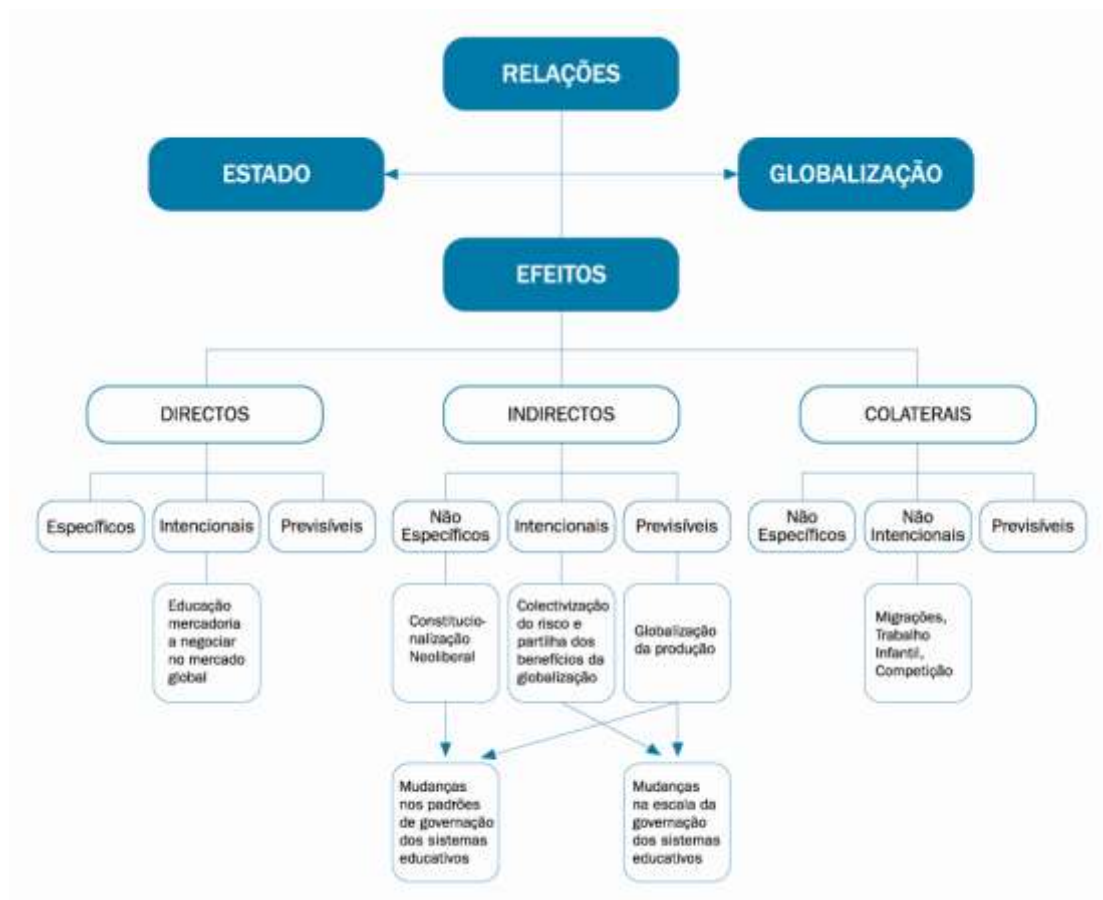 RELAÇÕES
ESTADO
GLOBALIZAÇÃO
EFEITOS
DIRECTOS
INDIRECTOS
COLATERAIS
Específicos
Intencionais
Previsíveis
Não
Específicos
Intencionais
Previsíveis
Não
Específicos
Não
Intencionais
Previsíveis
Educação
mercadoria
a negociar
no mercado
global
Constitucio-
nalização
Neoliberal
Colectivização
do risco e
partilha dos
benefícios da
globalização
Globalização
da produção
Migrações,
Trabalho
Infantil,
Competição
Mudanças
nos padrões
de governação
dos sistemas
educativos
Mudanças
na escala da
governação
dos sistemas
educativos